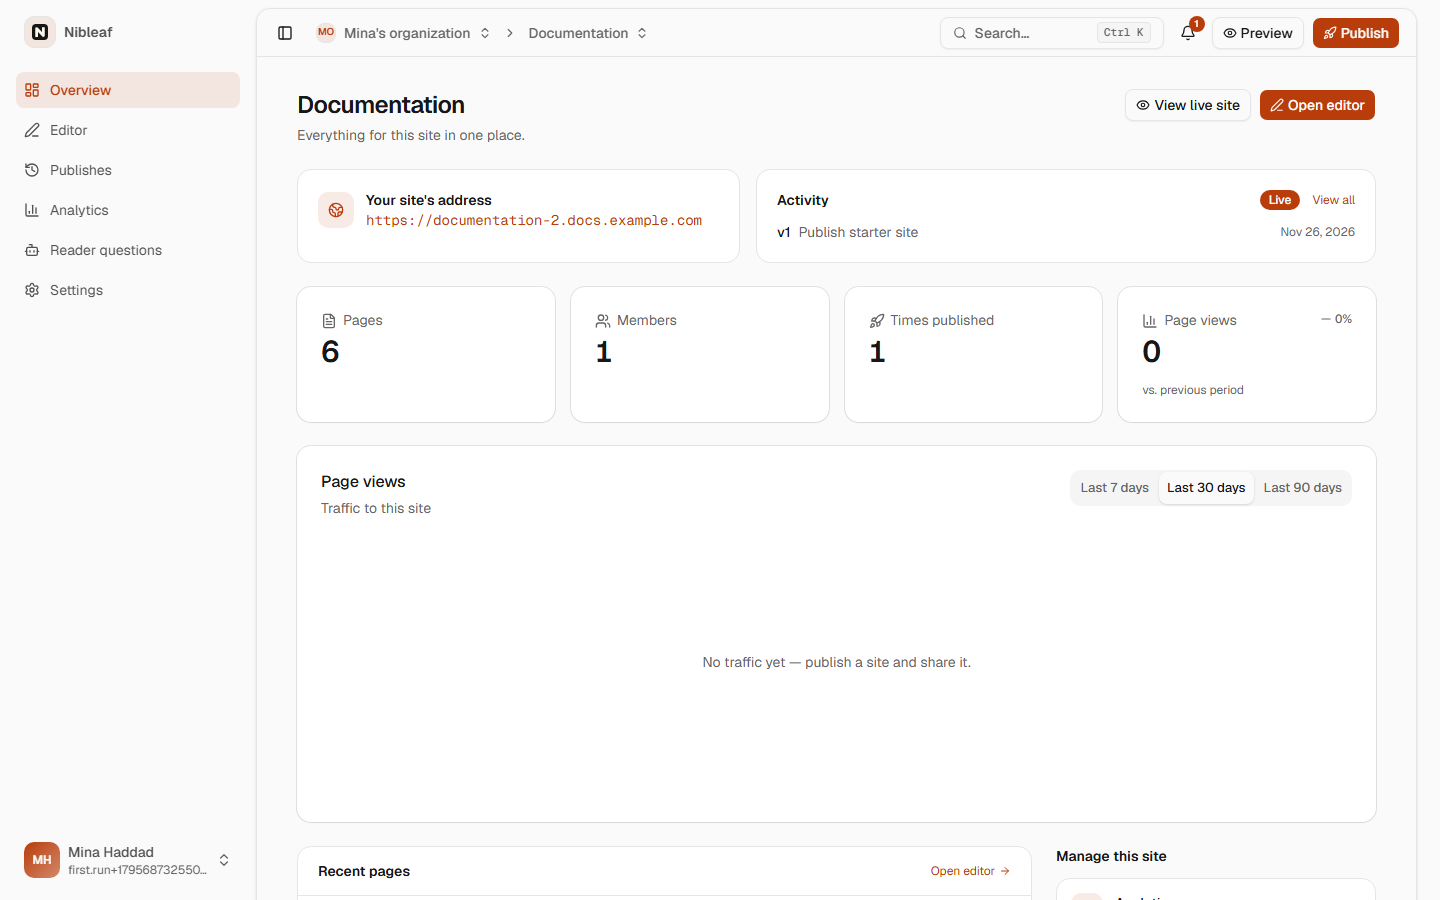 Nibleaf
Overview
Editor
Publishes
Analytics
Reader questions
Settings
MH
Mina Haddad
first.run+179568732550...
MO Mina's organization
Documentation
Search...
Ctrl K
1
Preview
Publish
Documentation
Everything for this site in one place.
View live site
Open editor
Your site's address
https://documentation-2.docs.example.com
Activity
Live
View all
v1 Publish starter site
Nov 26, 2026
Pages
6
Members
1
Times published
1
Page views
— 0%
0
vs. previous period
Page views
Traffic to this site
Last 7 days
Last 30 days
Last 90 days
No traffic yet — publish a site and share it.
Recent pages
Open editor →
Manage this site